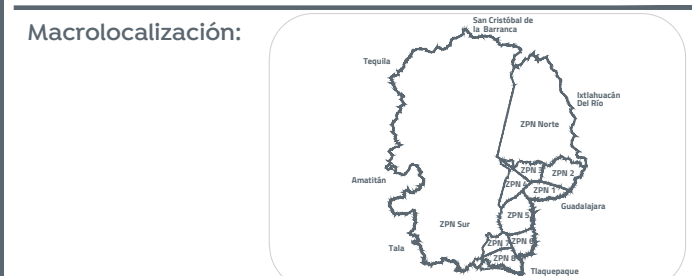 Macrolocalización:
San Cristóbal de
la Barranca
Tequila
Ixtlahuacán
Del Río
ZPN Norte
ZPN 3
ZPN 2
Amatitán
ZPN 4
ZPN 1
Guadalajara
ZPN 5
ZPN Sur
ZPN 7
ZPN 6
Tala
ZPN 8
Tlaquepaque